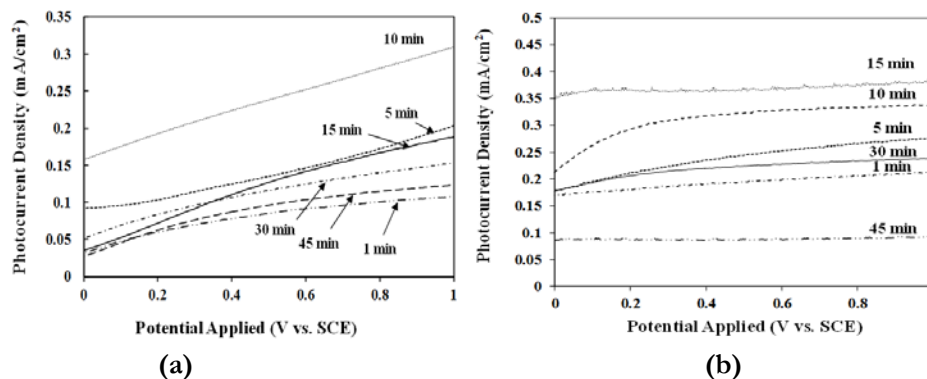 Photocurrent Density (mA/cm²)
0.35
0.3
0.25
0.2
0.15
0.1
0.05
0
10 min
5 min
15 min
30 min
45 min
1 min
0
0.2
0.4
0.6
0.8
1
Potential Applied (V vs. SCE)
(a)
Photocurrent Density (mA/cm²)
0.5
0.45
0.4
0.35
0.3
0.25
0.2
0.15
0.1
0.05
0
15 min
10 min
5 min
30 min
1 min
45 min
0
0.2
0.4
0.6
0.8
Potential Applied (V vs. SCE)
(b)